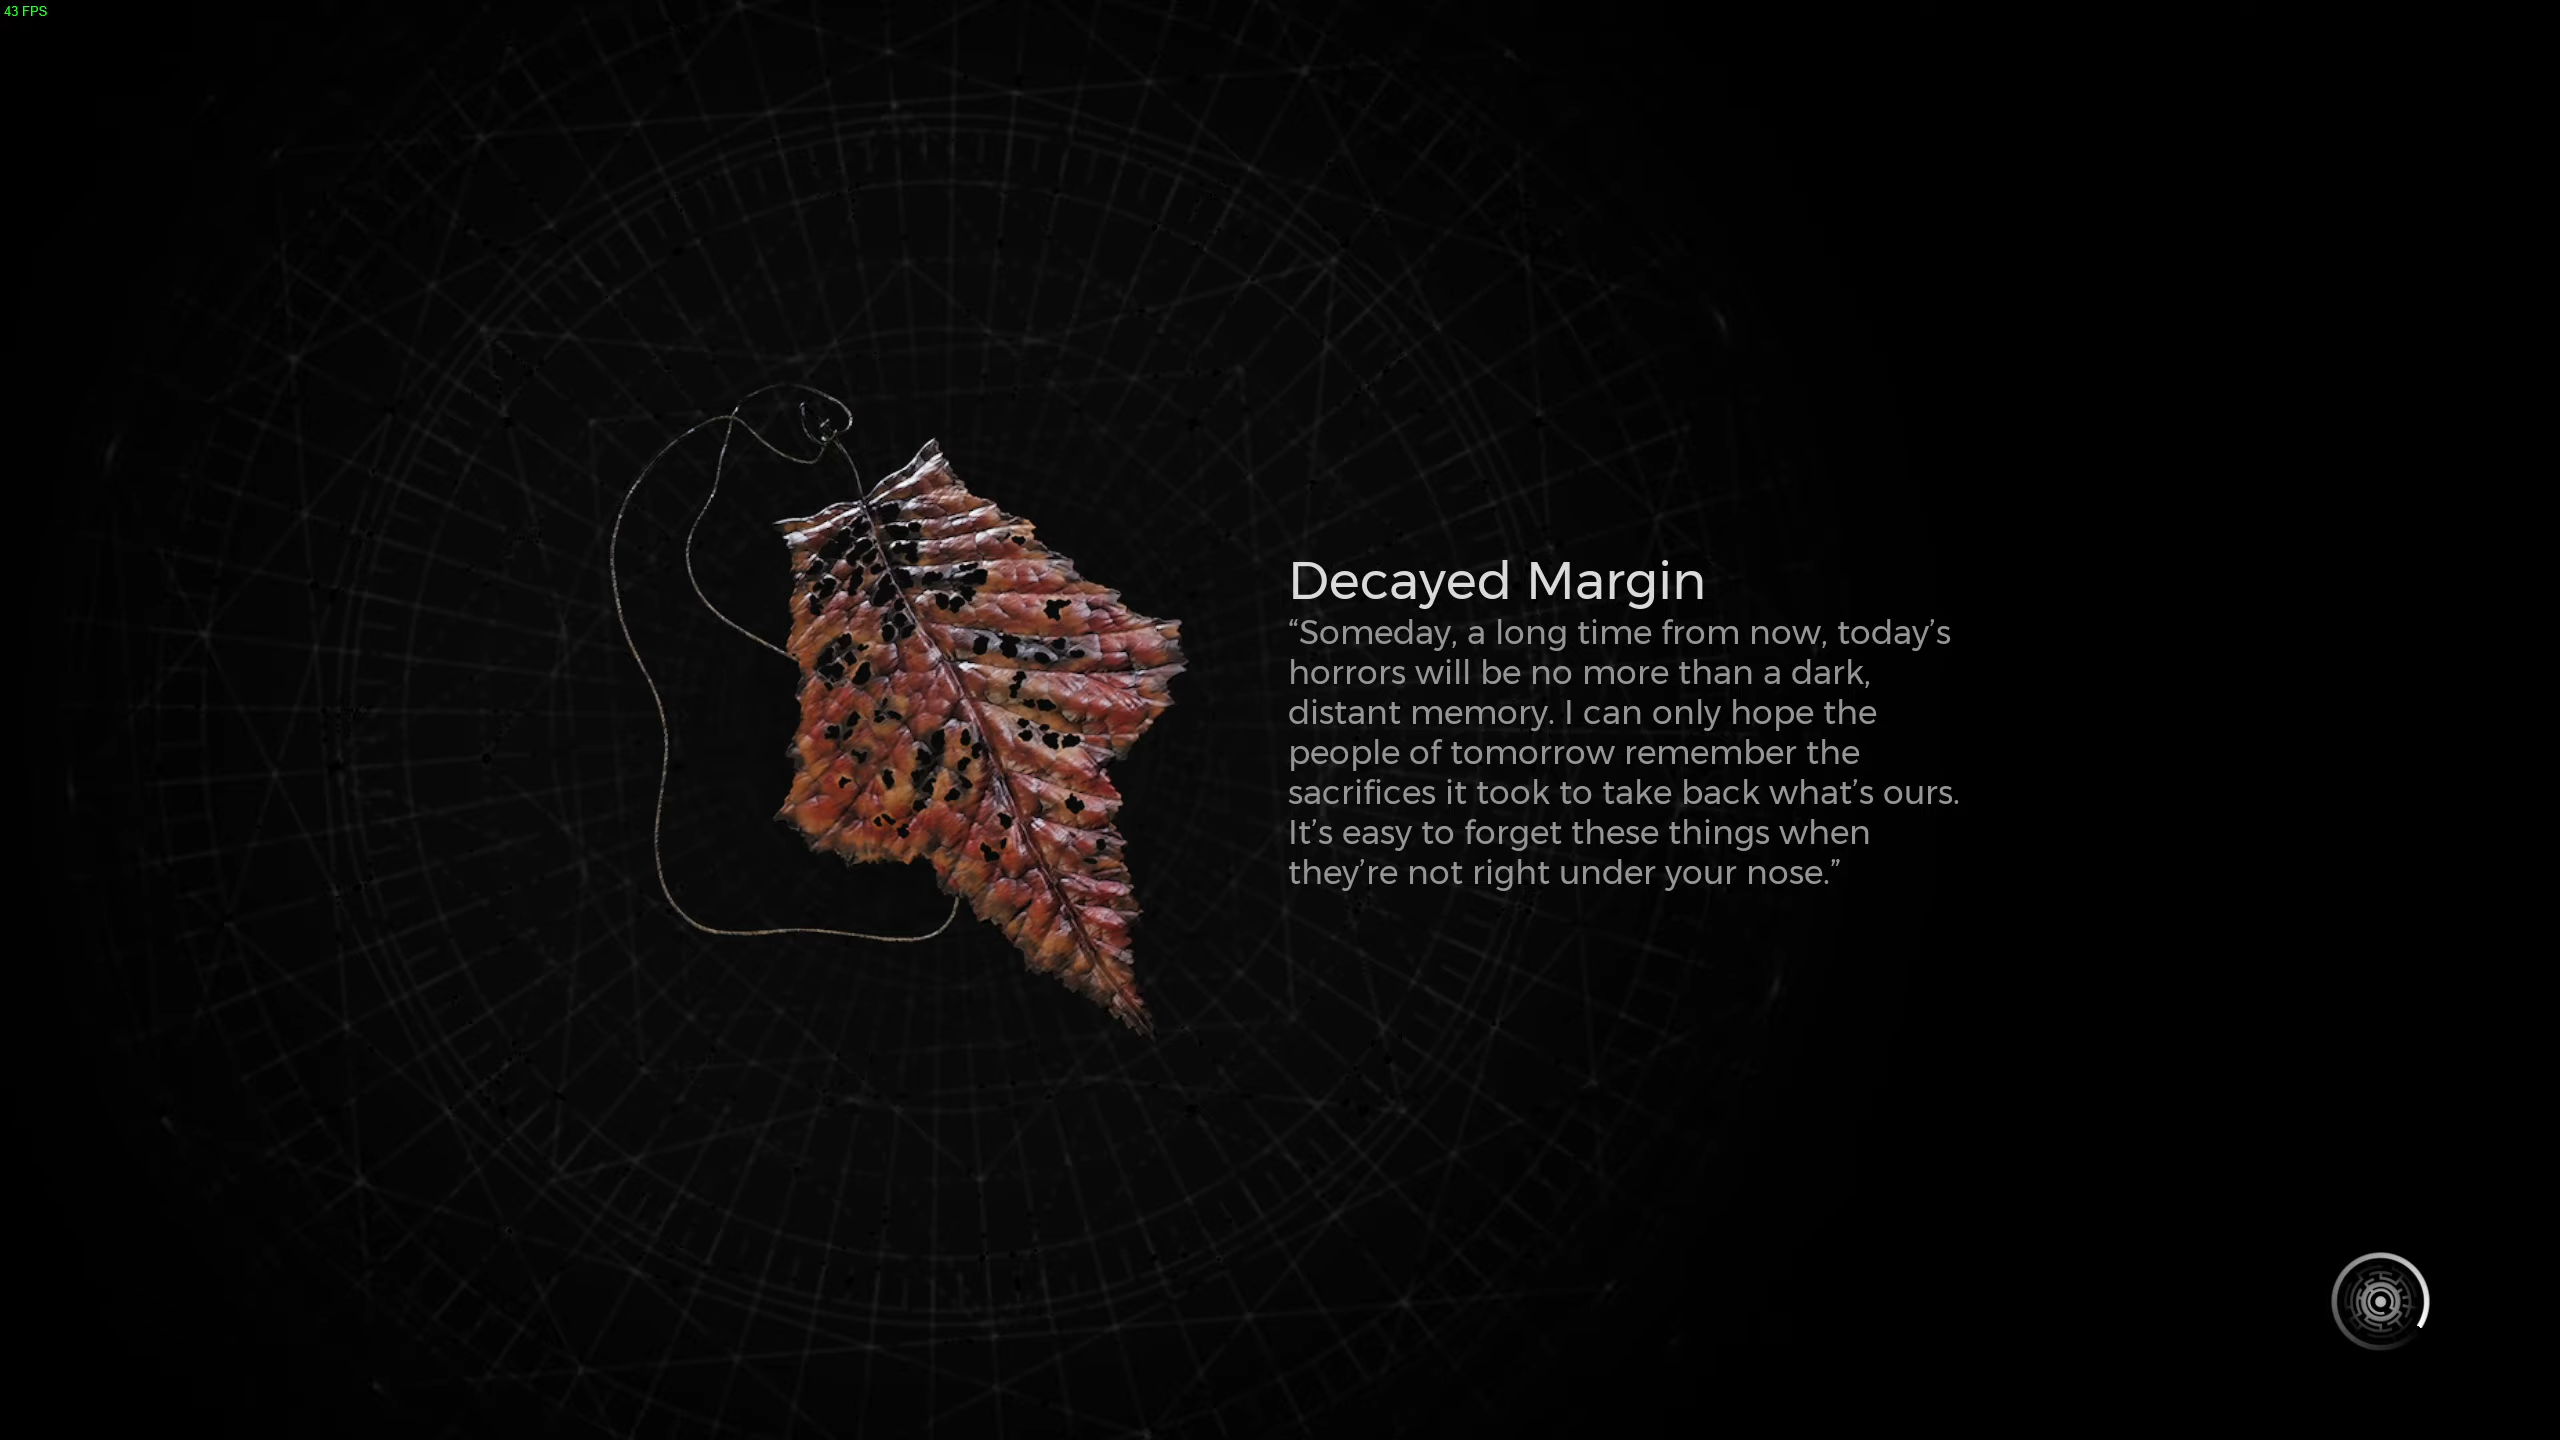 43 FPS
Decayed Margin
“Someday, a long time from now, today’s
horrors will be no more than a dark,
distant memory. I can only hope the
people of tomorrow remember the
sacrifices it took to take back what’s ours.
It’s easy to forget these things when
they’re not right under your nose.”